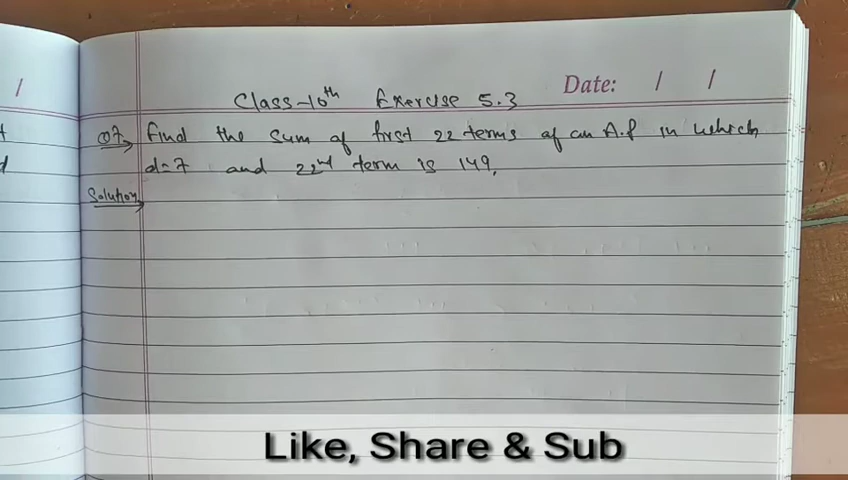 /
Date: / /
Class-10th Exercise 5.3
Q7. Find the sum of first 22 terms of an A.P in which
d=7 and 22nd term is 149.
Solution
Like, Share & Sub